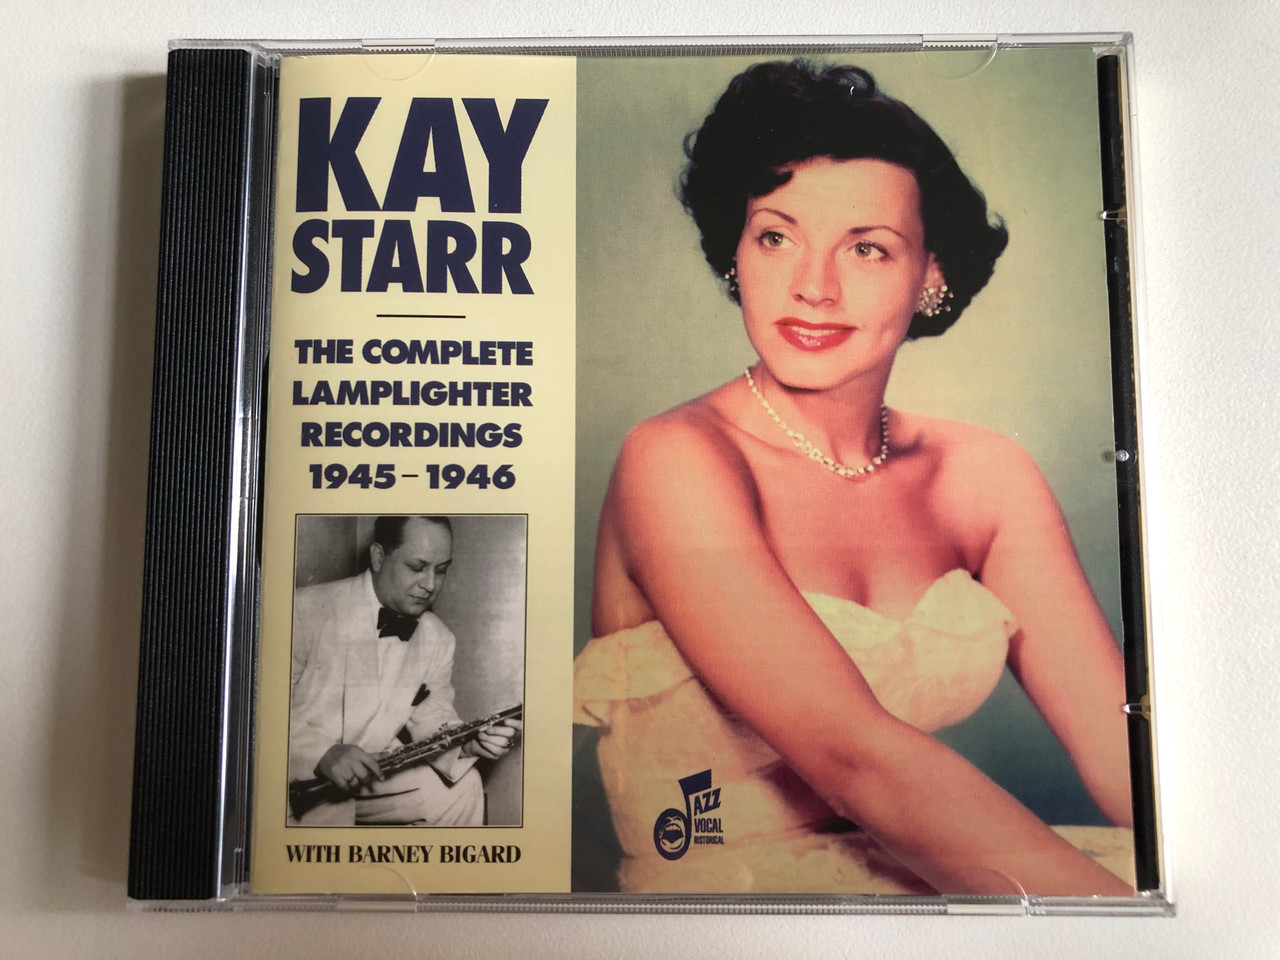 KAY
STARR
THE COMPLETE
LAMPLIGHTER
RECORDINGS
1945–1946
WITH BARNEY BIGARD
JAZZ
VOCAL
HISTORICAL